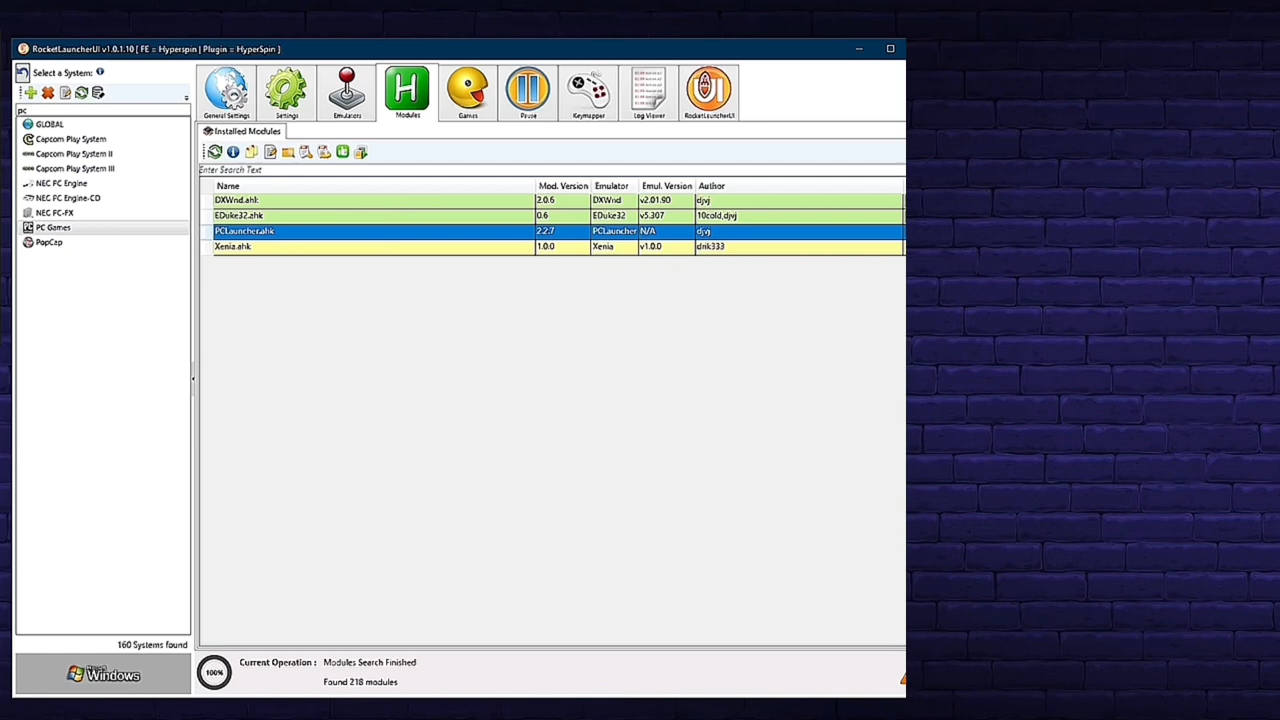 RocketLauncherUI v1.0.1.10 [ FE = Hyperspin | Plugin = HyperSpin ]
Select a System:
pc
GLOBAL
Capcom Play System
Capcom Play System II
Capcom Play System III
NEC PC Engine
NEC PC Engine-CD
NEC PC-FX
PC Games
PopCap
160 Systems found
Windows
General Settings
Settings
Emulators
Modules
Games
Pause
Keymapper
Log Viewer
RocketLauncherUI
Installed Modules
Enter Search Text
Name Mod. Version Emulator Emul. Version Author
DXWnd.ahk 2.0.6 DXWnd v2.01.90 djvj
EDuke32.ahk 0.6 EDuke32 v5.307 10cold,djvj
PCLauncher.ahk 2.2.7 PCLauncher N/A djvj
Xenia.ahk 1.0.0 Xenia v1.0.0 dnk333
100%
Current Operation : Modules Search Finished
Found 218 modules